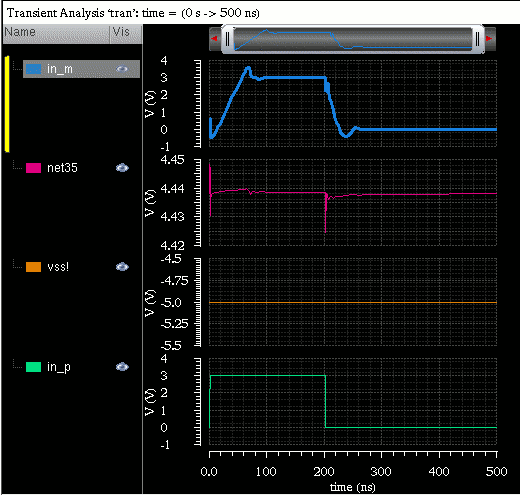 Transient Analysis 'tran': time = (0 s -> 500 ns)
Name Vis
in_m
4
3
2
1
0
-1
V (V)
net35
4.45
4.44
4.43
4.42
V (V)
vss!
-4.5
-4.75
-5.0
-5.25
-5.5
V (V)
in_p
4
3
2
1
0
-1
V (V)
0.0 100 200 300 400 500
time (ns)